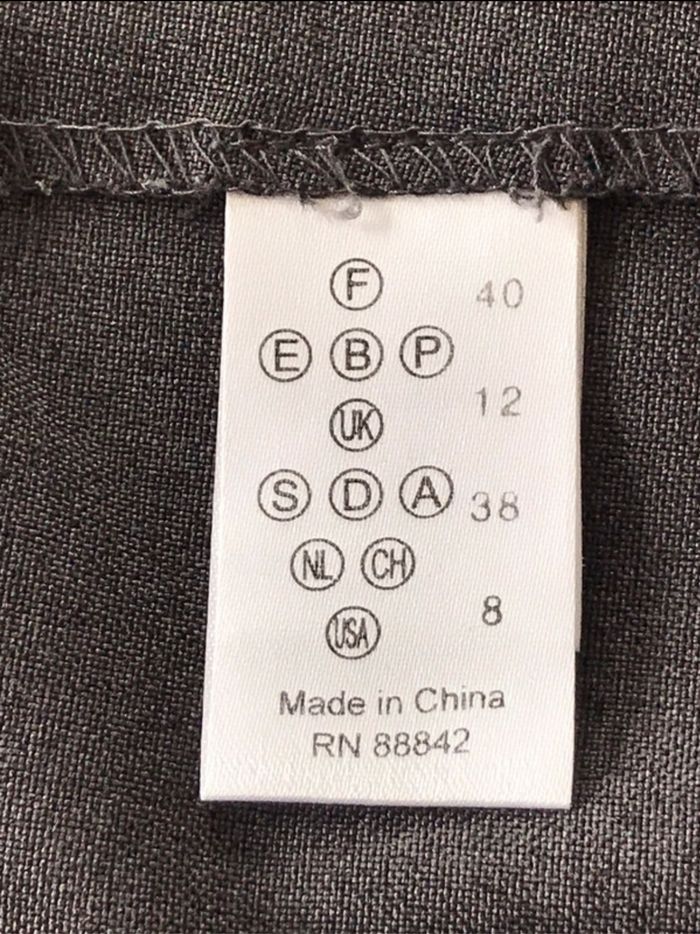 F 40
E B P
UK 12
S D A 38
NL CH
USA 8
Made in China
RN 88842